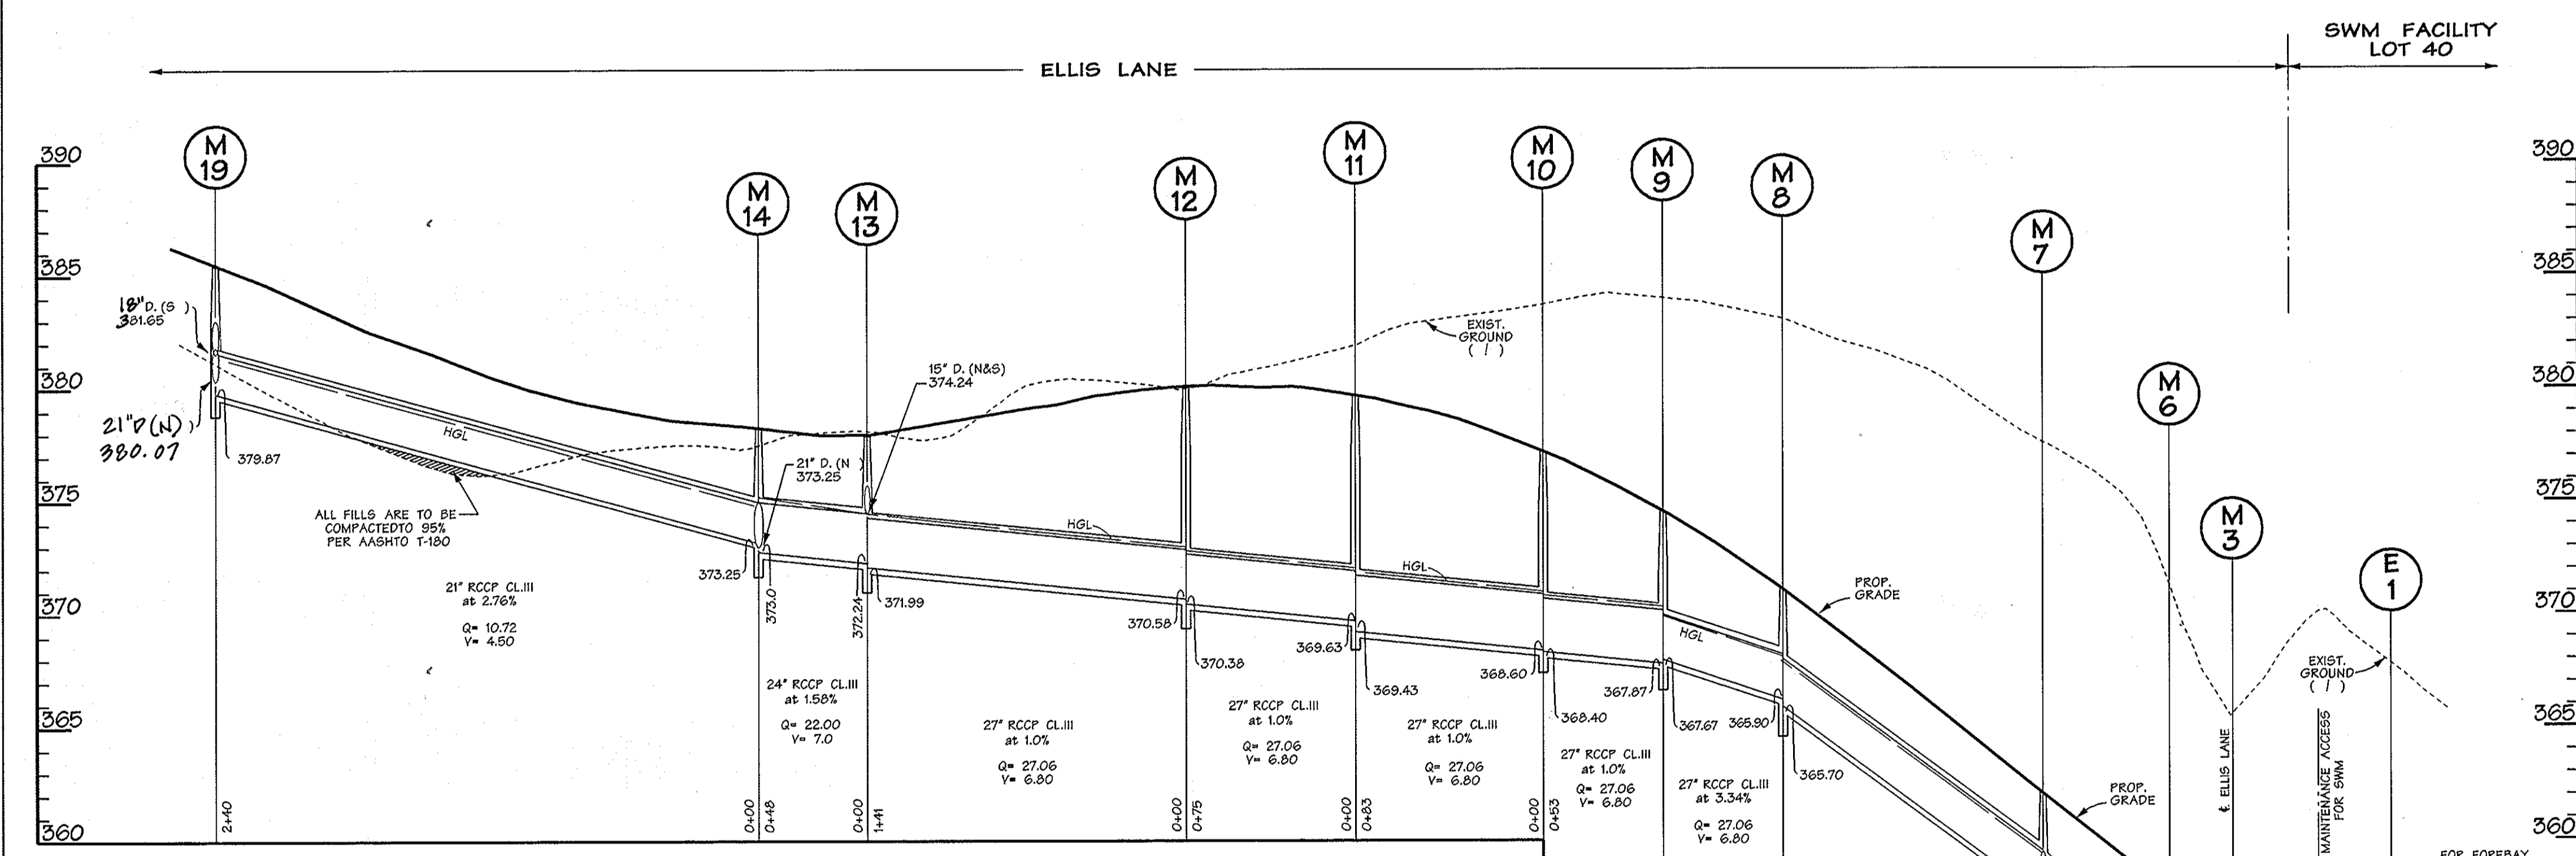 SWM FACILITY
LOT 40
ELLIS LANE
M
19
M
14
M
13
M
12
M
11
M
10
M
9
M
8
M
7
M
6
M
3
E
1
390
385
380
375
370
365
360
390
385
380
375
370
365
360
18"D. (S )
381.65
21"D(N)
380.07
379.87
HGL
ALL FILLS ARE TO BE
COMPACTEDTO 95%
PER AASHTO T-180
21" RCCP CL.III
at 2.76%
Q= 10.72
V= 4.50
2+40
21" D. (N )
373.25
373.25
373.0
0+00
0+48
24" RCCP CL.III
at 1.58%
Q= 22.00
V= 7.0
15" D. (N&S)
374.24
372.24
371.99
0+00
1+41
HGL
27" RCCP CL.III
at 1.0%
Q= 27.06
V= 6.80
370.58
370.38
0+00
0+75
27" RCCP CL.III
at 1.0%
Q= 27.06
V= 6.80
369.63
369.43
0+00
0+83
EXIST.
GROUND
( / )
HGL
27" RCCP CL.III
at 1.0%
Q= 27.06
V= 6.80
368.60
368.40
0+00
0+53
27" RCCP CL.III
at 1.0%
Q= 27.06
V= 6.80
367.87
367.67
HGL
27" RCCP CL.III
at 3.34%
Q= 27.06
V= 6.80
365.90
365.70
PROP.
GRADE
PROP.
GRADE
℄ ELLIS LANE
EXIST.
GROUND
( / )
MAINTENANCE ACCESS
FOR SWM
FOR FOREBAY